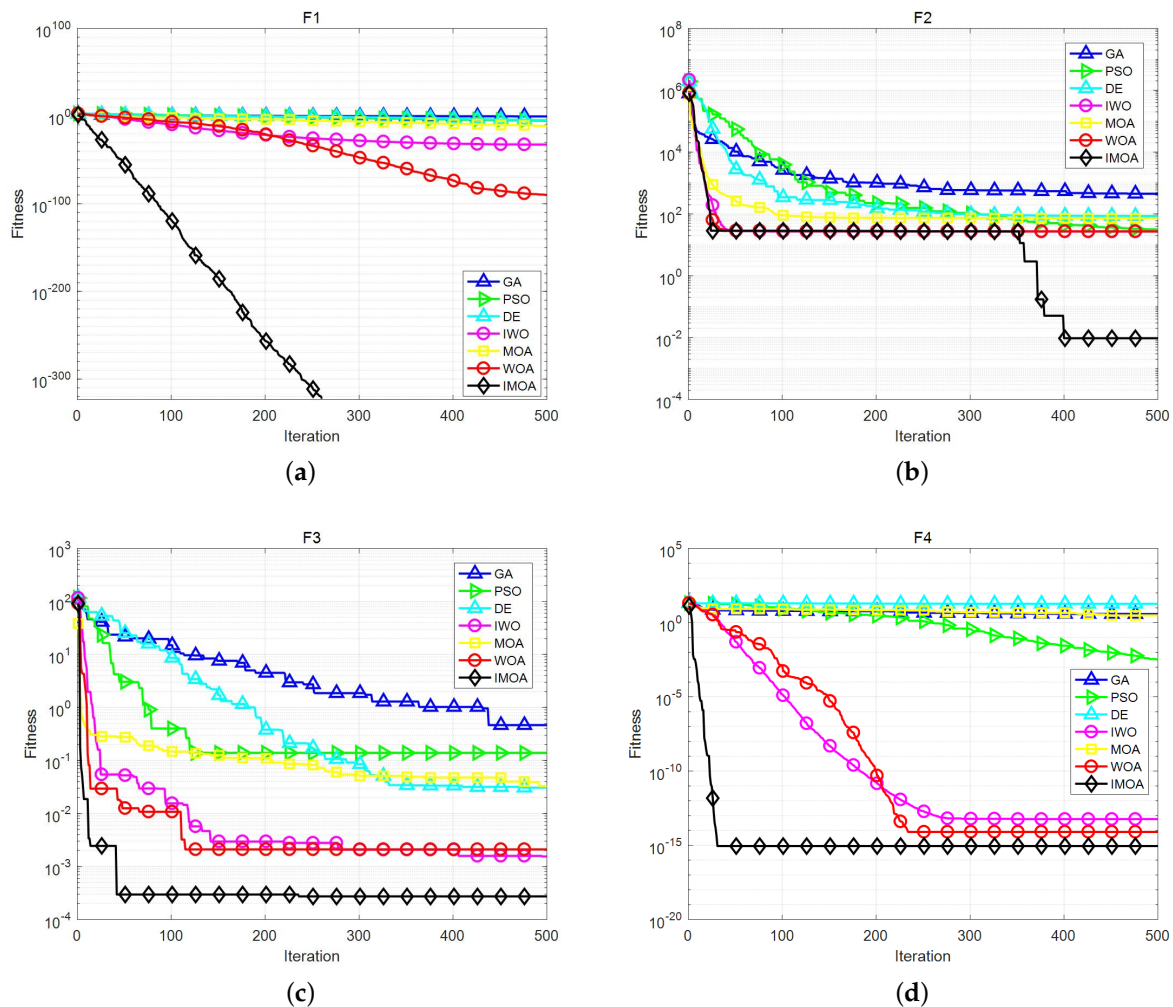 F1
10^100
10^0
10^-100
10^-200
10^-300
Fitness
0 100 200 300 400 500
Iteration
GA
PSO
DE
IWO
MOA
WOA
IMOA
(a)
F2
10^8
10^6
10^4
10^2
10^0
10^-2
10^-4
Fitness
0 100 200 300 400 500
Iteration
GA
PSO
DE
IWO
MOA
WOA
IMOA
(b)
F3
10^3
10^2
10^1
10^0
10^-1
10^-2
10^-3
10^-4
Fitness
0 100 200 300 400 500
Iteration
GA
PSO
DE
IWO
MOA
WOA
IMOA
(c)
F4
10^5
10^0
10^-5
10^-10
10^-15
10^-20
Fitness
0 100 200 300 400 500
Iteration
GA
PSO
DE
IWO
MOA
WOA
IMOA
(d)